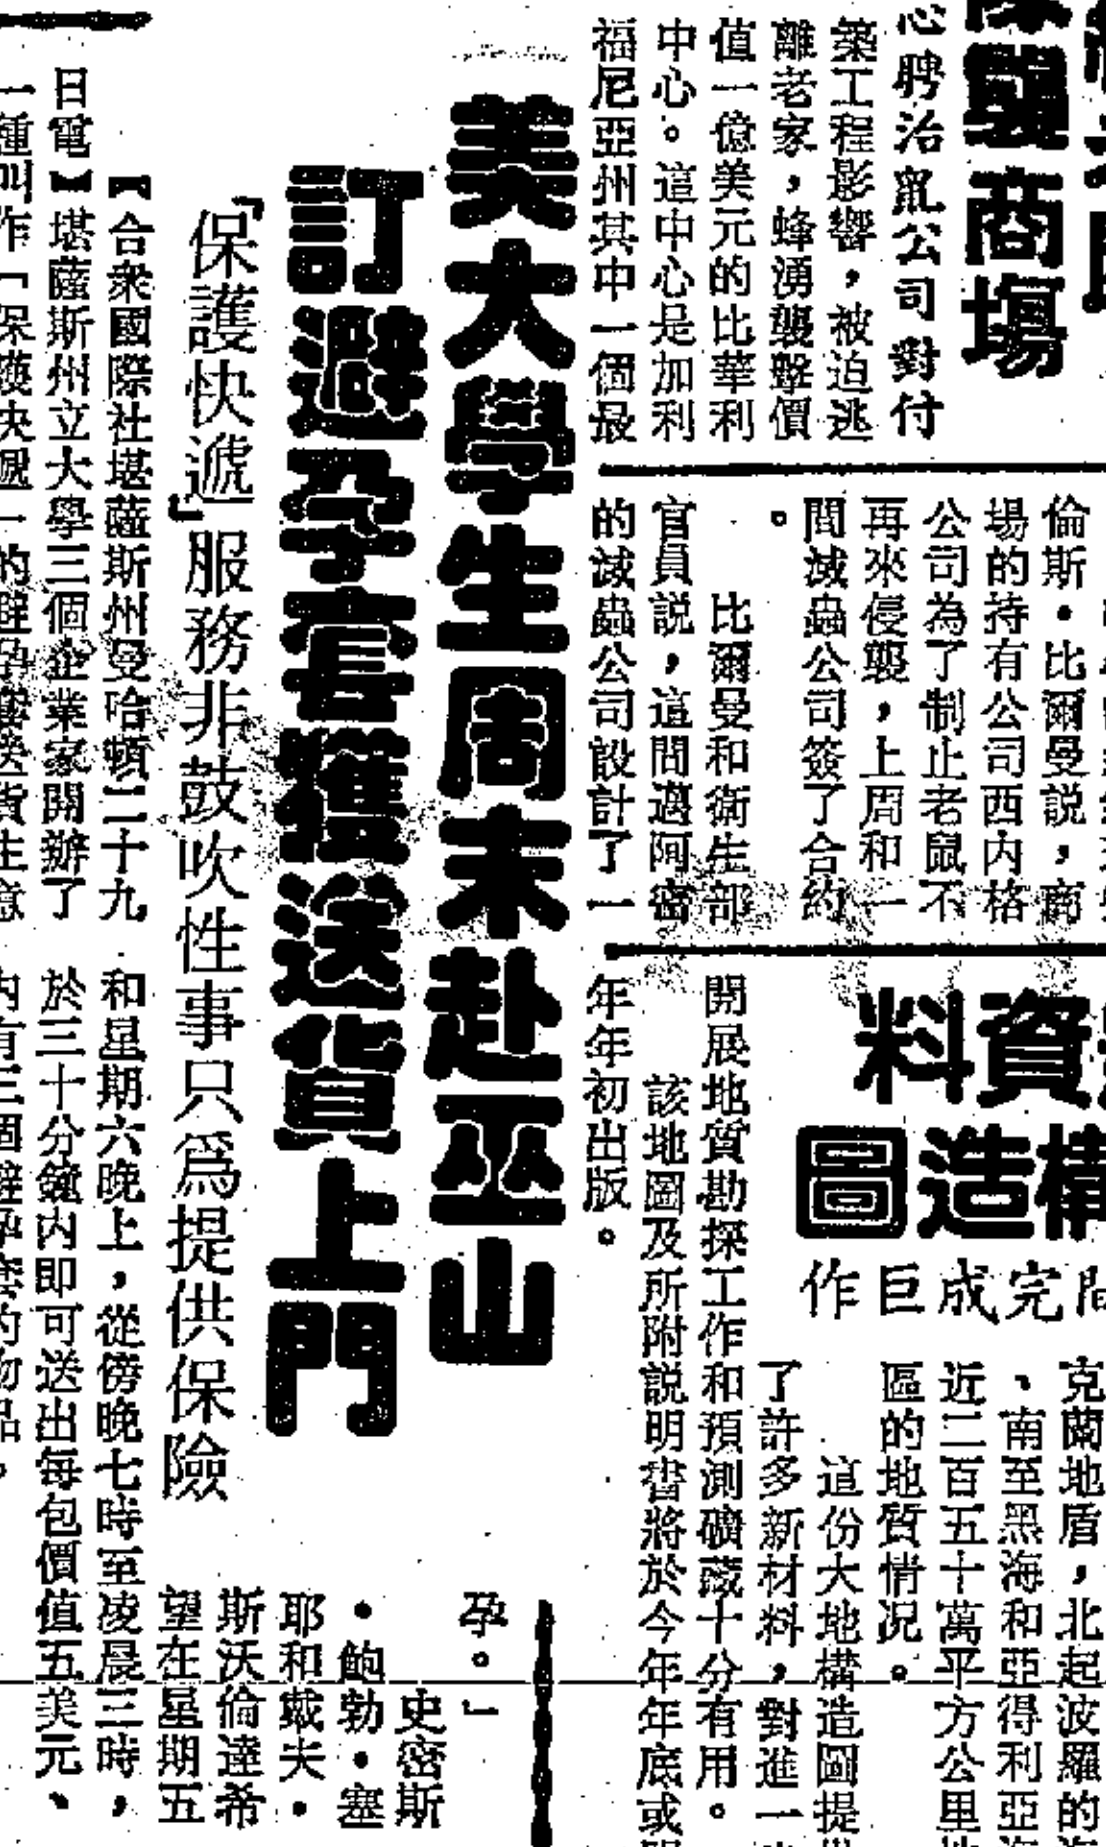 商場
心聘治鼠公司對付
築工程影響，被迫逃
離老家，蜂湧襲擊價
值一億美元的比華利
中心。這中心是加利
福尼亞州其中一個最
倫斯·比爾曼説，商
場的持有公司西内格
公司為了制止老鼠不
再來侵襲，上周和一
間滅蟲公司簽了合約
。
比爾曼和衛生部
官員説，這間邁阿密
的滅蟲公司設計了一
資料
構造圖
完成巨作
克蘭地盾，北起波羅的
、南至黑海和亞得利亞
近二百五十萬平方公里
區的地質情況。
這份大地構造圖提
了許多新材料，對進一
開展地質勘探工作和預測礦藏十分有用。
該地圖及所附説明書將於今年年底或
年年初出版。
美大學生周末赴巫山
訂避孕套獲送貨上門
「保護快遞」服務非鼓吹性事只爲提供保險
【合衆國際社堪薩斯州曼哈頓二十九
日電】堪薩斯州立大學三個企業家開辦了
一種叫作「保護快遞」的避孕套送貨生意
孕。」
史密斯
·鮑勃·塞
耶和戴夫·
斯沃倫達希
望在星期五
和星期六晚上，從傍晚七時至凌晨三時，
於三十分鐘内即可送出每包價值五美元、
内有三個避孕套的物品。